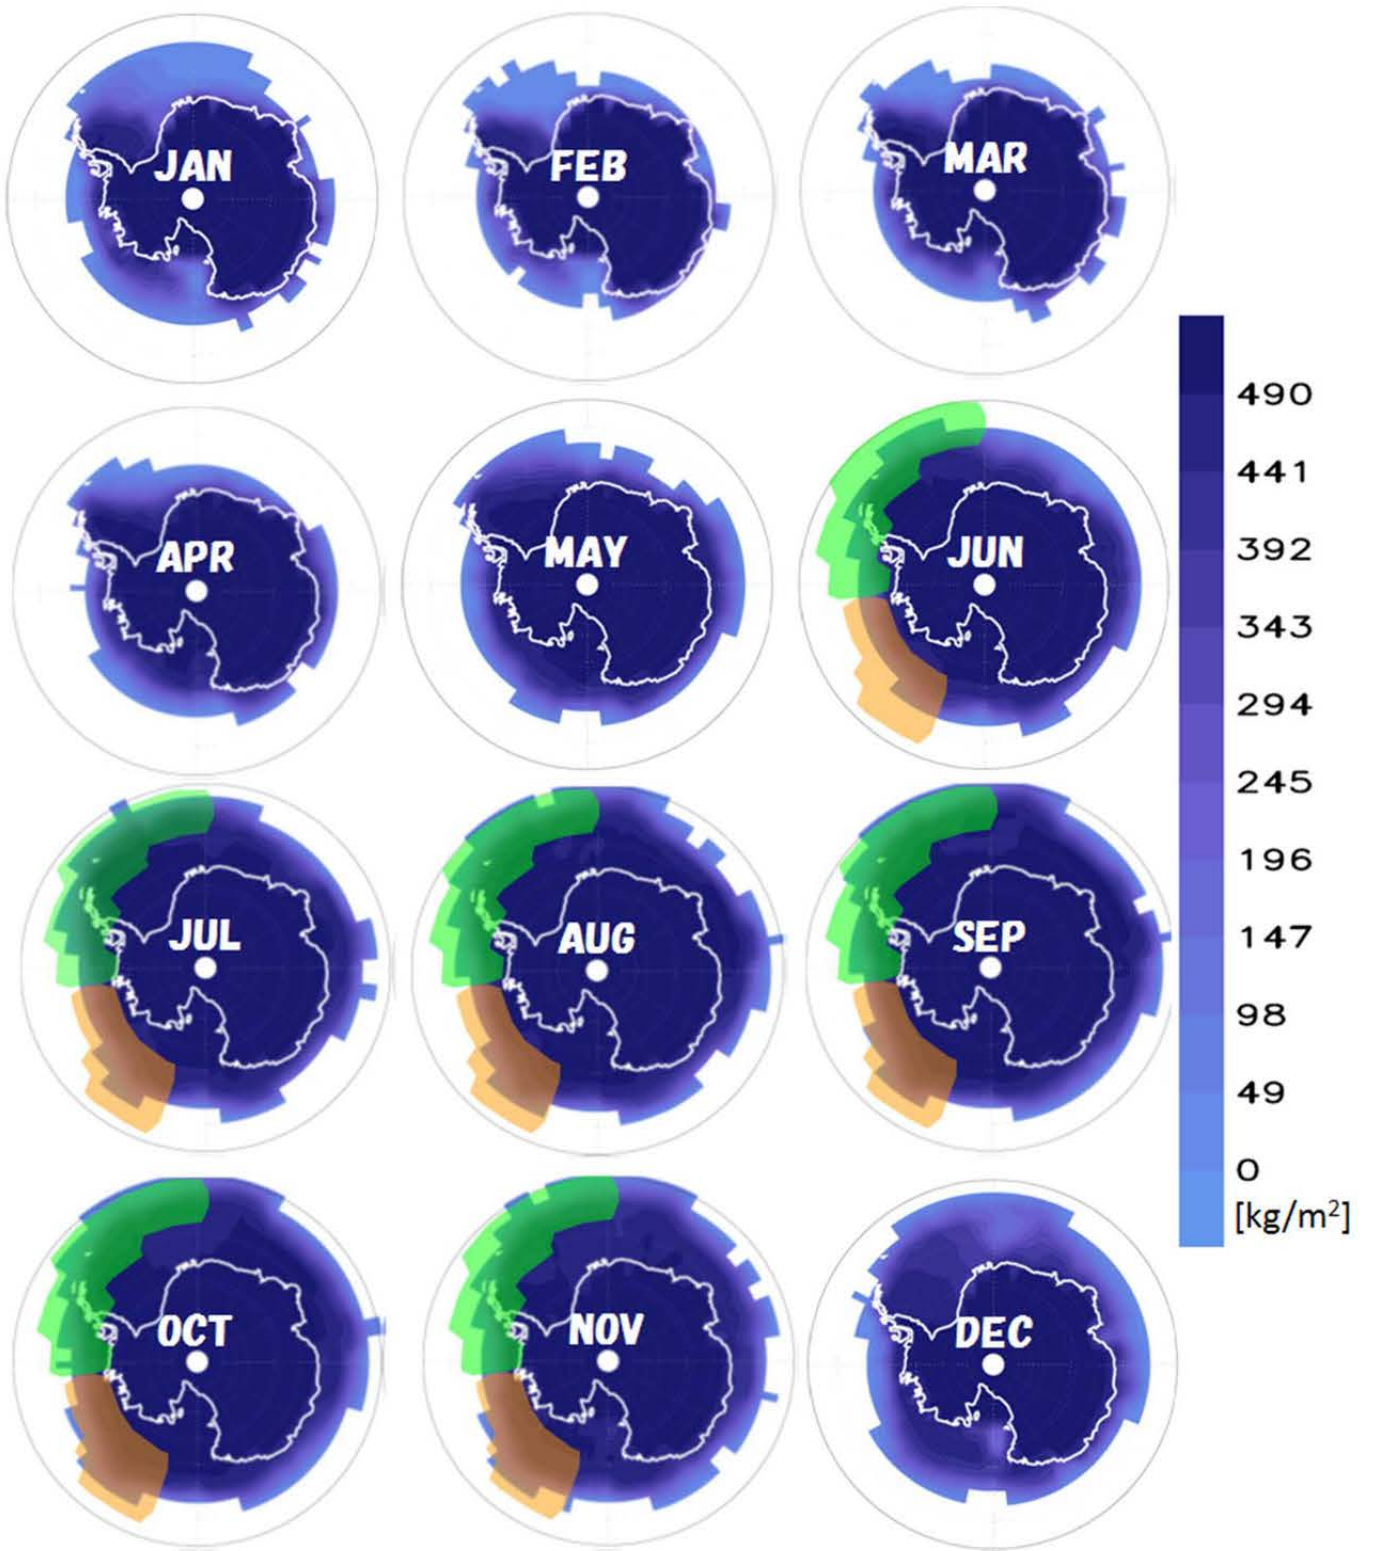 JAN
FEB
MAR
APR
MAY
JUN
JUL
AUG
SEP
OCT
NOV
DEC
490
441
392
343
294
245
196
147
98
49
0
[kg/m²]